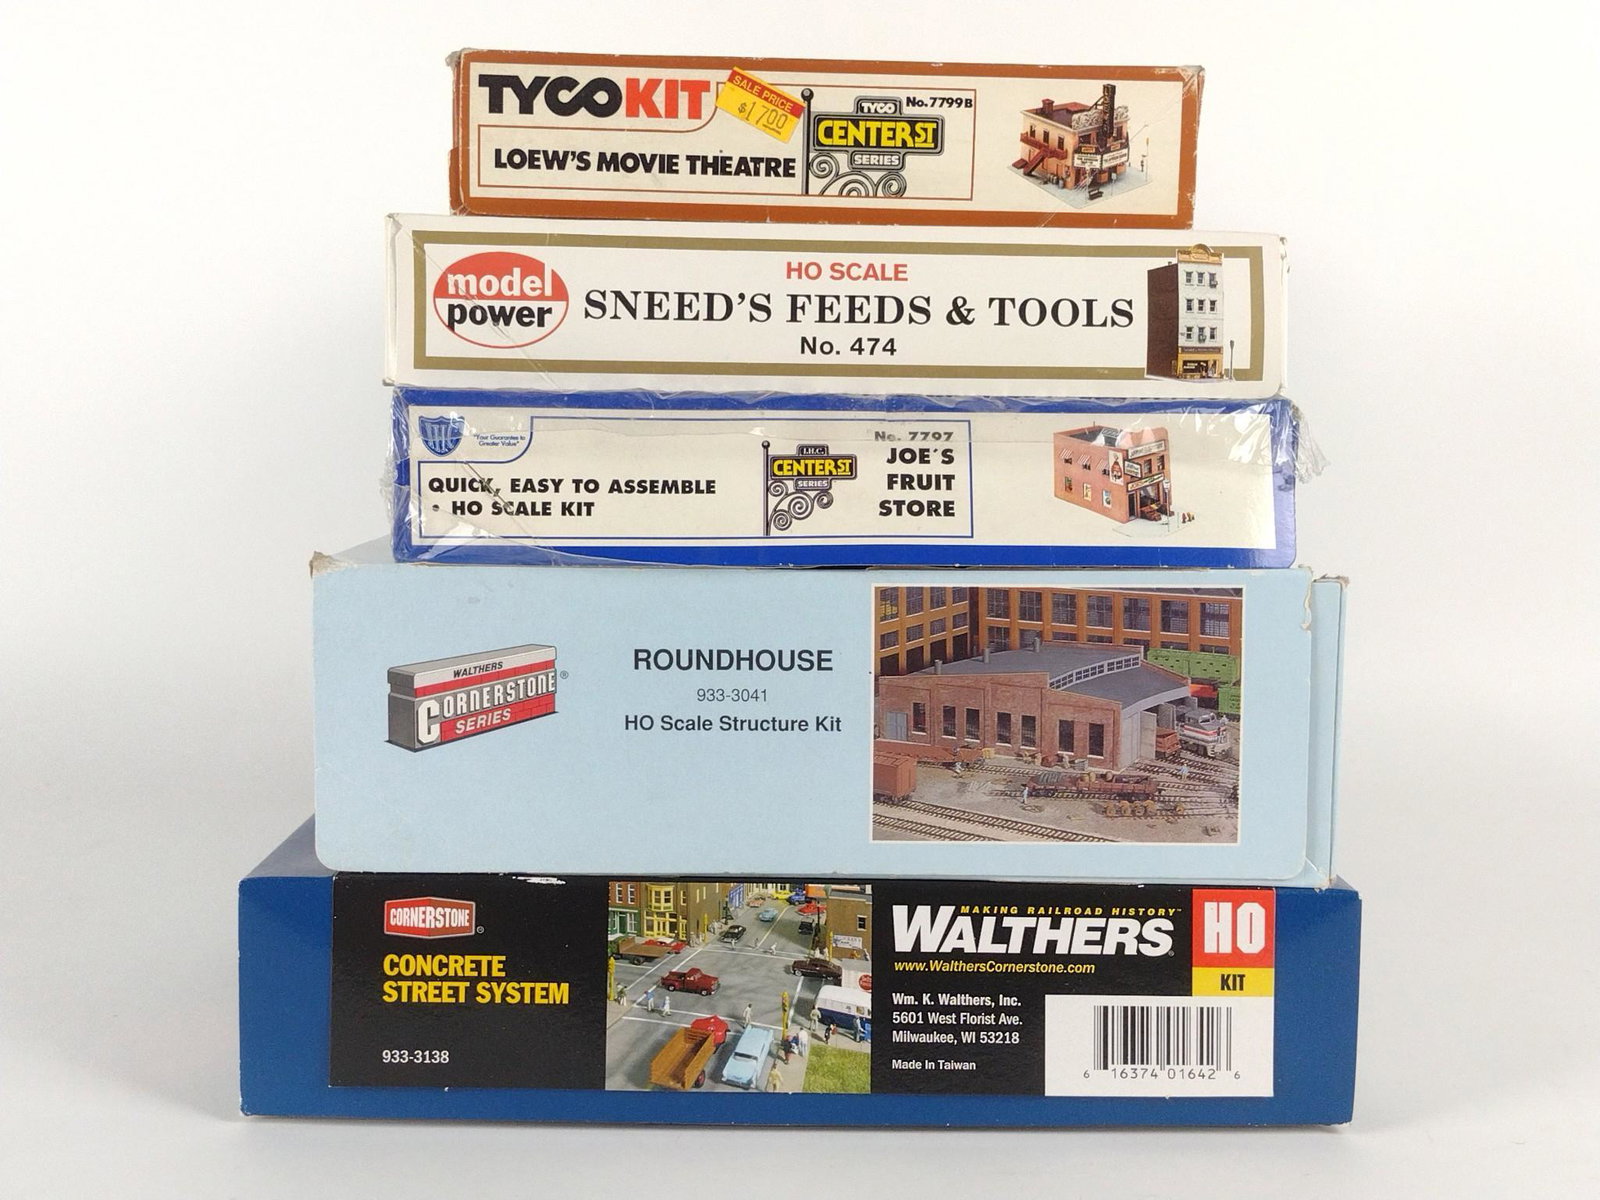 TYCOKIT
SALE PRICE
$1700
TYCO
CENTER ST
SERIES
No. 7799B
LOEW'S MOVIE THEATRE
model
power
HO SCALE
SNEED'S FEEDS & TOOLS
No. 474
IHC
"Your Guarantee to
Greater Value"
QUICK, EASY TO ASSEMBLE
• HO SCALE KIT
I.H.C.
CENTER ST
SERIES
No. 7797
JOE'S
FRUIT
STORE
WALTHERS
CORNERSTONE®
SERIES
ROUNDHOUSE
933-3041
HO Scale Structure Kit
CORNERSTONE®
CONCRETE
STREET SYSTEM
933-3138
MAKING RAILROAD HISTORY™
WALTHERS®
www.WalthersCornerstone.com
Wm. K. Walthers, Inc.
5601 West Florist Ave.
Milwaukee, WI 53218
Made In Taiwan
HO
KIT
6 16374 01642 6